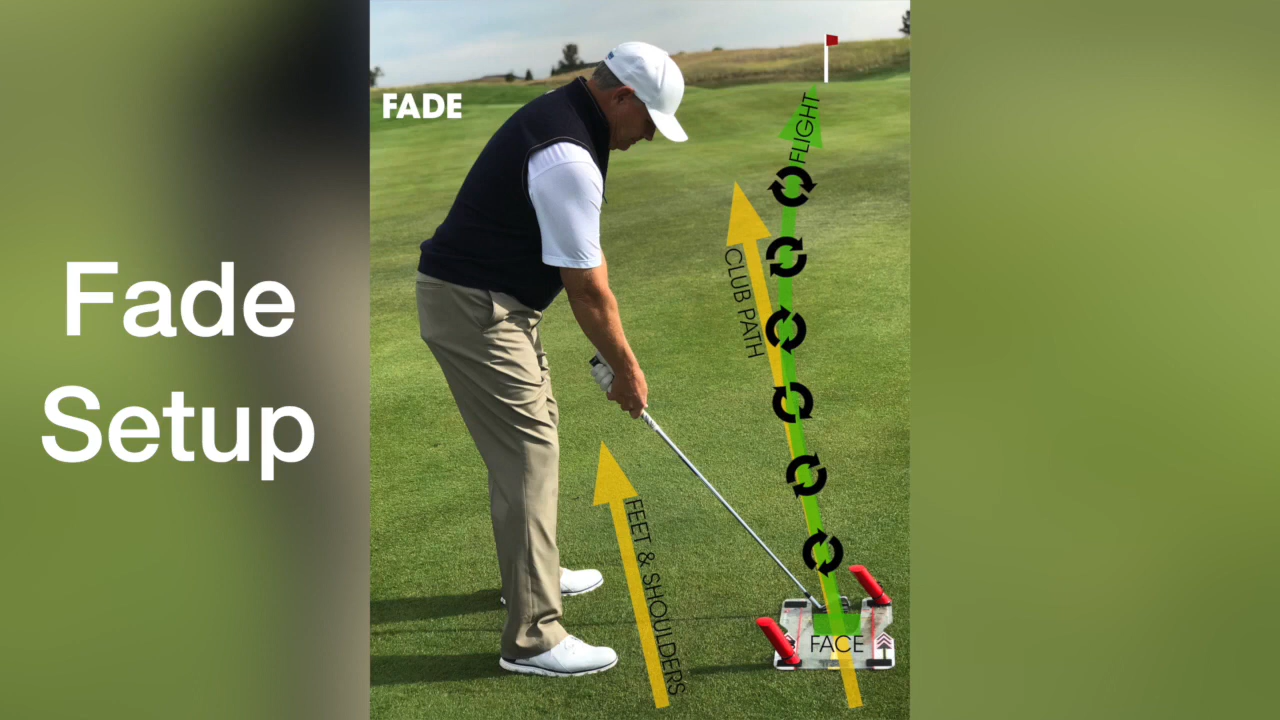 Fade
Setup
FADE
FLIGHT
CLUB PATH
FEET & SHOULDERS
FACE